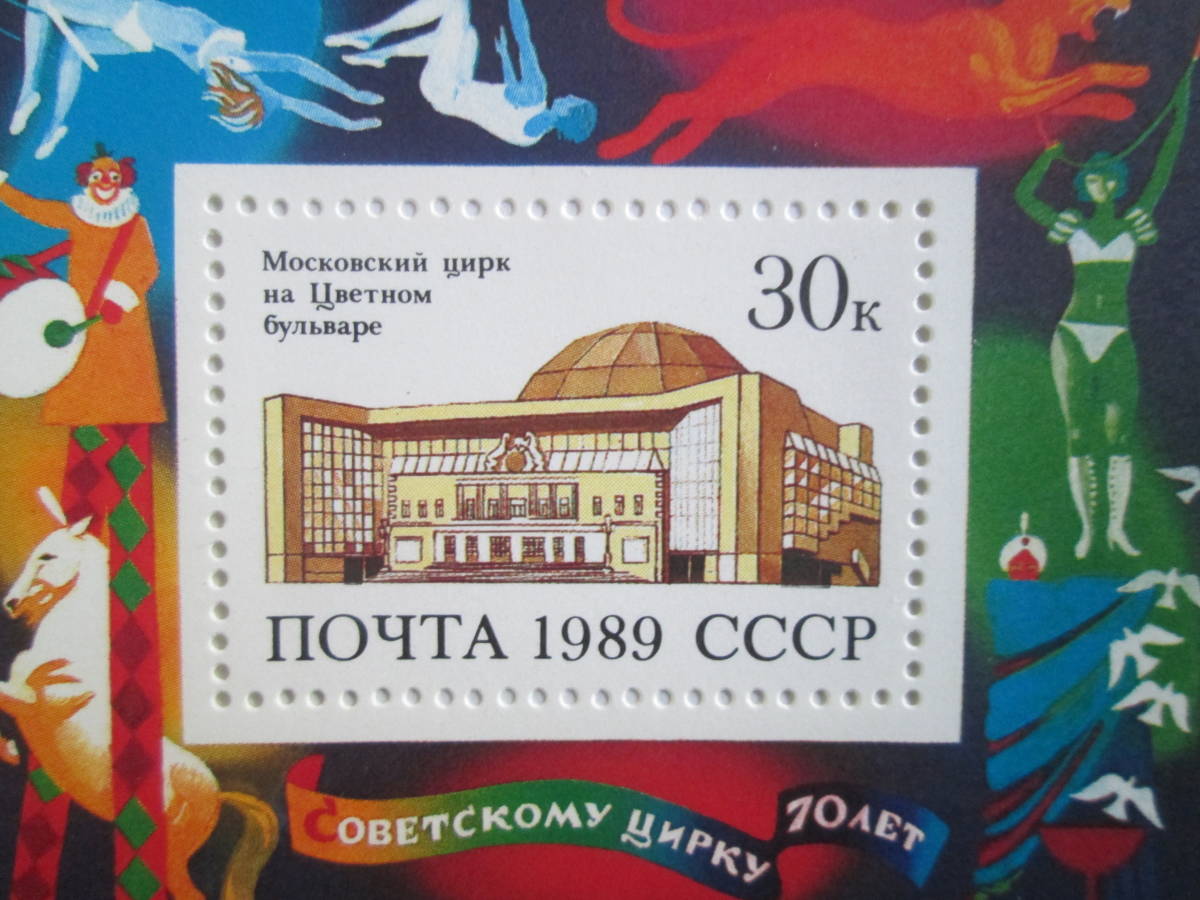 Московский цирк
на Цветном
бульваре
30к
ПОЧТА 1989 СССР
СОВЕТСКОМУ ЦИРКУ 70 ЛЕТ